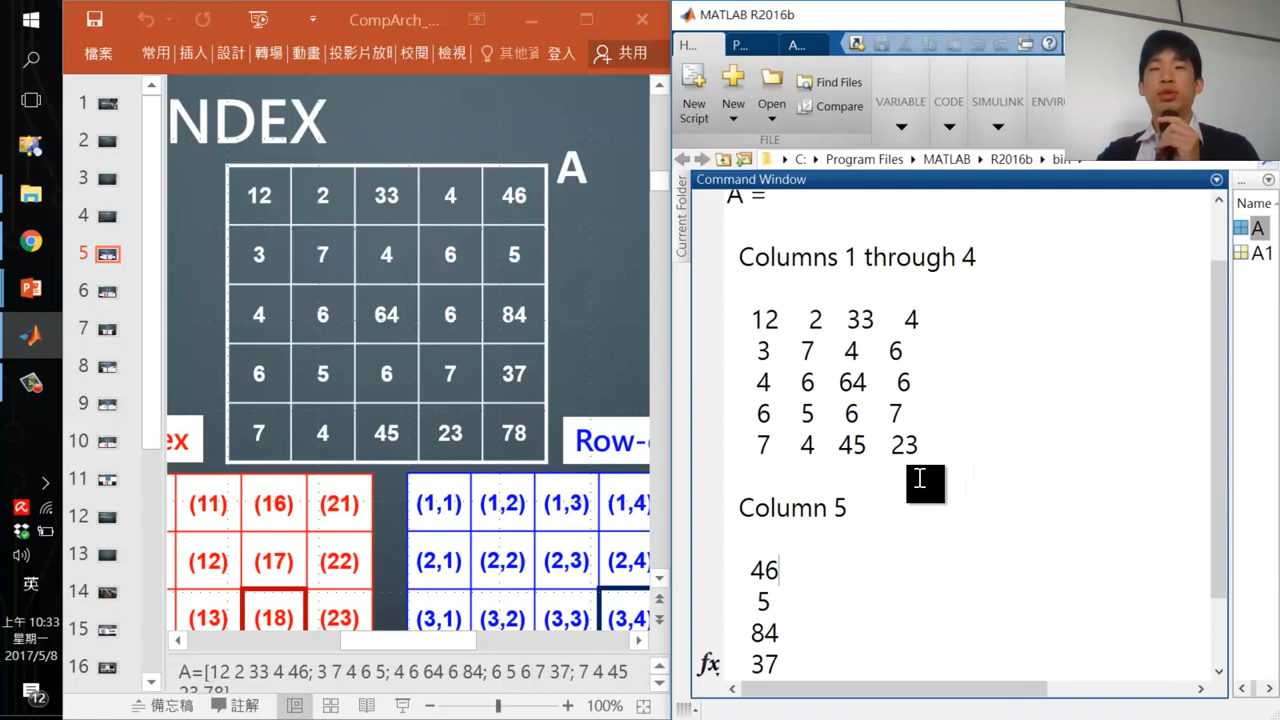 CompArch_...
檔案
常用
插入
設計
轉場
動畫
投影片放映
校閱
檢視
登入
共用
1
2
3
4
5
6
7
8
9
10
11
12
13
14
15
16
NDEX
A
12 2 33 4 46
3 7 4 6 5
4 6 64 6 84
6 5 6 7 37
7 4 45 23 78
ex
Row-
(11) (16) (21)
(12) (17) (22)
(13) (18) (23)
(1,1) (1,2) (1,3) (1,4)
(2,1) (2,2) (2,3) (2,4)
(3,1) (3,2) (3,3) (3,4)
A=[12 2 33 4 46; 3 7 4 6 5; 4 6 64 6 84; 6 5 6 7 37; 7 4 45
23 78]
備忘稿
註解
100%
英
上午 10:33
星期一
2017/5/8
12
MATLAB R2016b
H...
P...
A...
New Script
New
Open
Find Files
Compare
FILE
VARIABLE
CODE
SIMULINK
ENVIR
C: Program Files MATLAB R2016b bin
Current Folder
Command Window
A =
Columns 1 through 4
12 2 33 4
3 7 4 6
4 6 64 6
6 5 6 7
7 4 45 23
Column 5
46
5
84
37
fx
...
Name
A
A1